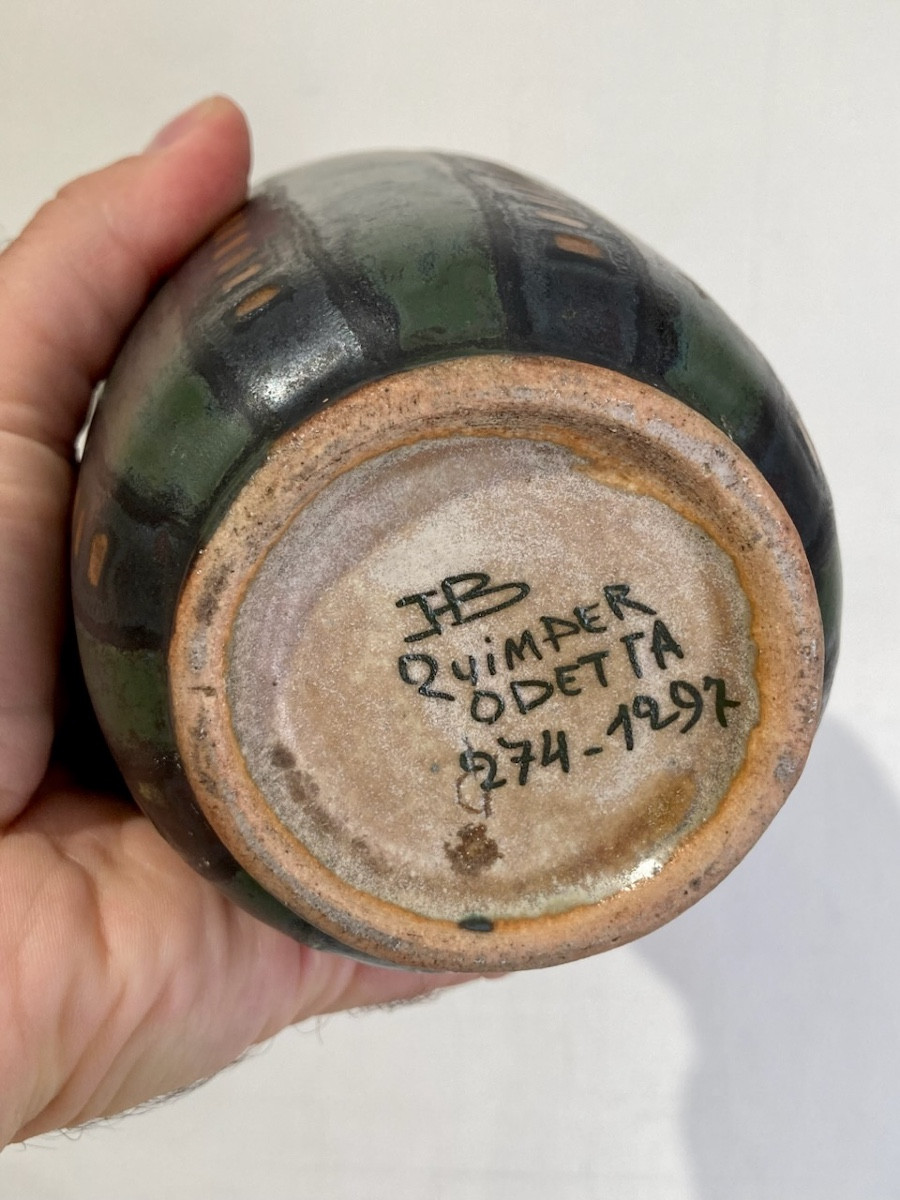 HB
QUiMPER
ODETTA
274-1297